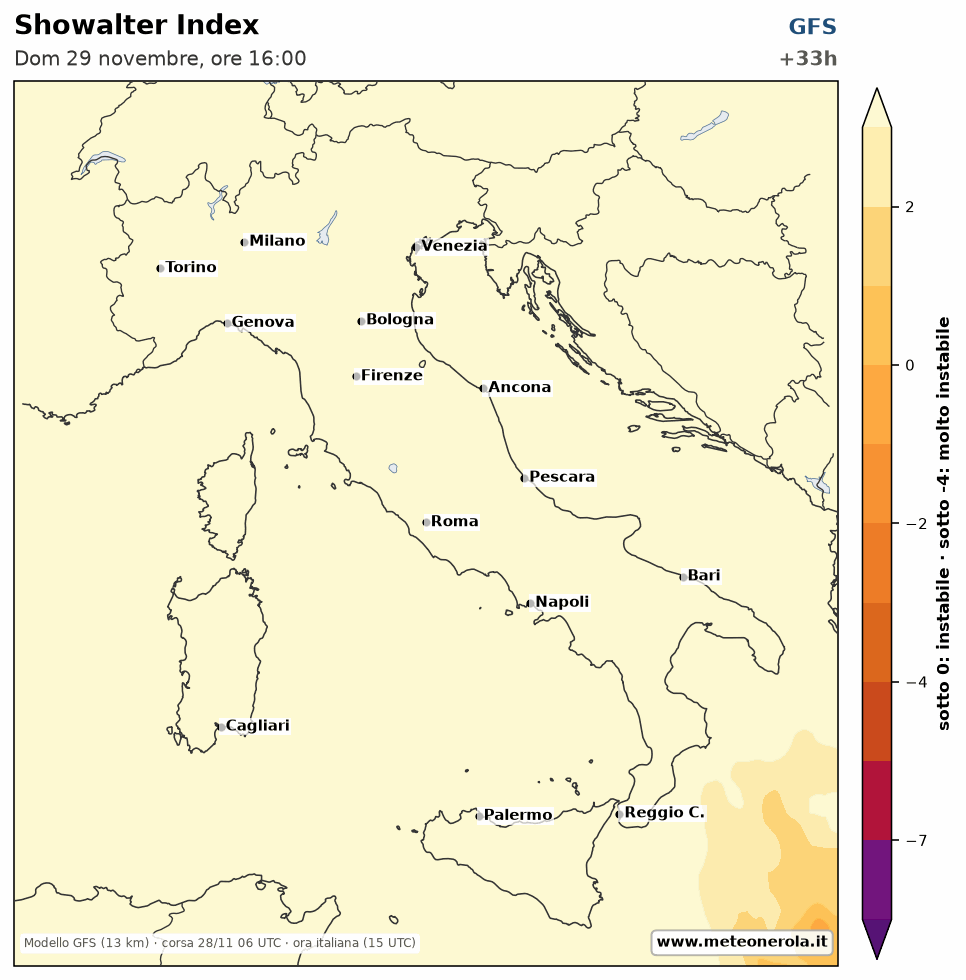 Showalter Index
GFS
Dom 29 novembre, ore 16:00
+33h
Milano
Venezia
Torino
Genova
Bologna
Firenze
Ancona
Pescara
Roma
Bari
Napoli
Cagliari
Palermo
Reggio C.
2
0
−2
−4
−7
sotto 0: instabile · sotto -4: molto instabile
Modello GFS (13 km) · corsa 28/11 06 UTC · ora italiana (15 UTC)
www.meteonerola.it